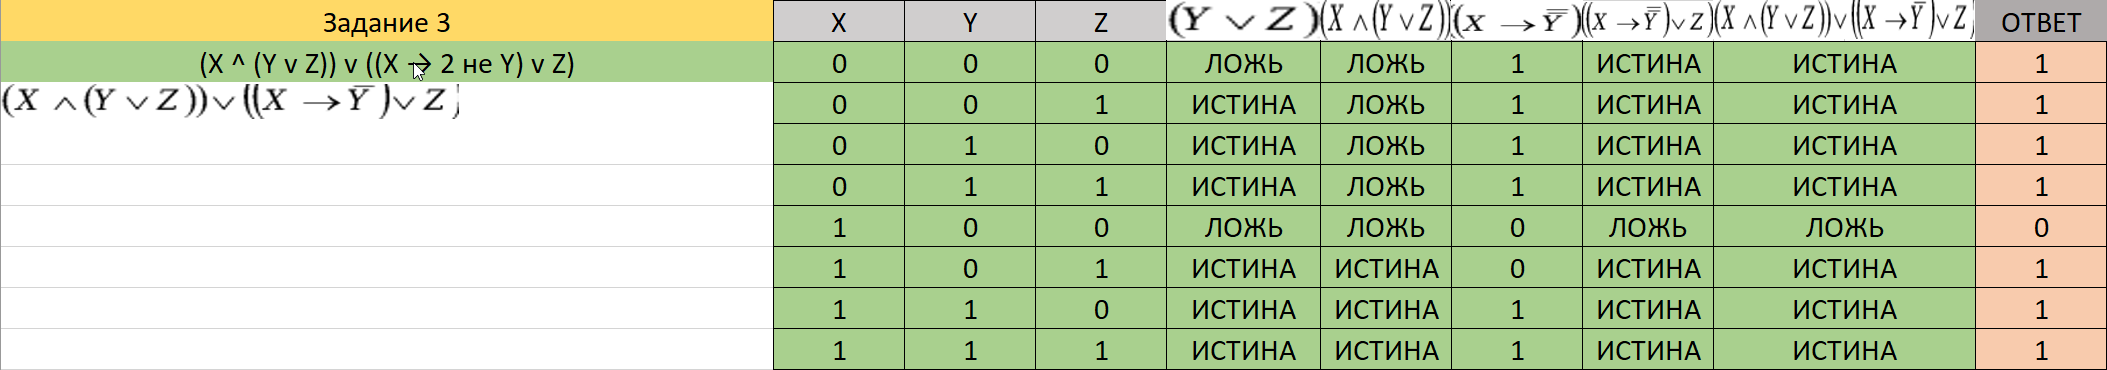 Задание 3 X Y Z (Y ∨ Z) (X ∧ (Y ∨ Z)) (X → Y̿) ((X → Y̿) ∨ Z) (X ∧ (Y ∨ Z)) ∨ ((X → Y̅) ∨ Z) ОТВЕТ
(X ^ (Y v Z)) v ((X → 2 не Y) v Z) 0 0 0 ЛОЖЬ ЛОЖЬ 1 ИСТИНА ИСТИНА 1
(X ∧ (Y ∨ Z)) ∨ ((X → Y̅) ∨ Z) 0 0 1 ИСТИНА ЛОЖЬ 1 ИСТИНА ИСТИНА 1
0 1 0 ИСТИНА ЛОЖЬ 1 ИСТИНА ИСТИНА 1
0 1 1 ИСТИНА ЛОЖЬ 1 ИСТИНА ИСТИНА 1
1 0 0 ЛОЖЬ ЛОЖЬ 0 ЛОЖЬ ЛОЖЬ 0
1 0 1 ИСТИНА ИСТИНА 0 ИСТИНА ИСТИНА 1
1 1 0 ИСТИНА ИСТИНА 1 ИСТИНА ИСТИНА 1
1 1 1 ИСТИНА ИСТИНА 1 ИСТИНА ИСТИНА 1